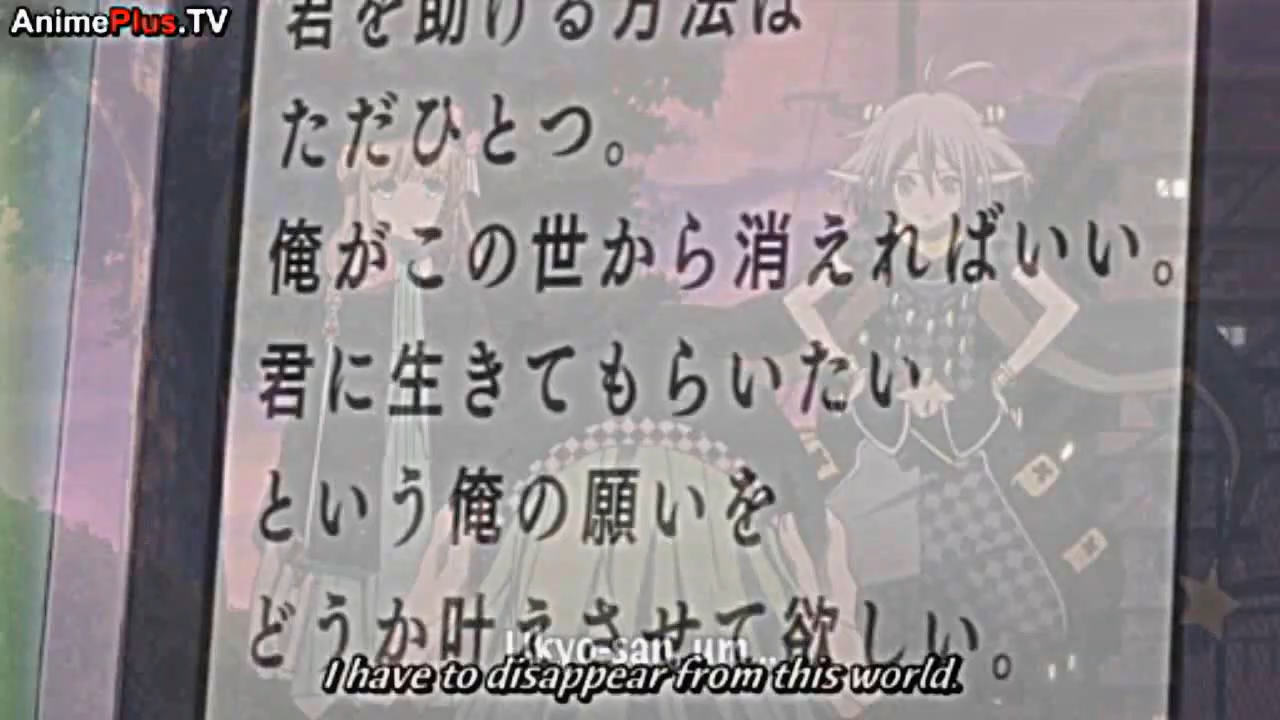 AnimePlus.TV
君を助ける方法は
ただひとつ。
俺がこの世から消えればいい。
君に生きてもらいたい
という俺の願いを
どうか叶えさせて欲しい。
Ukyo-san, um...
I have to disappear from this world.